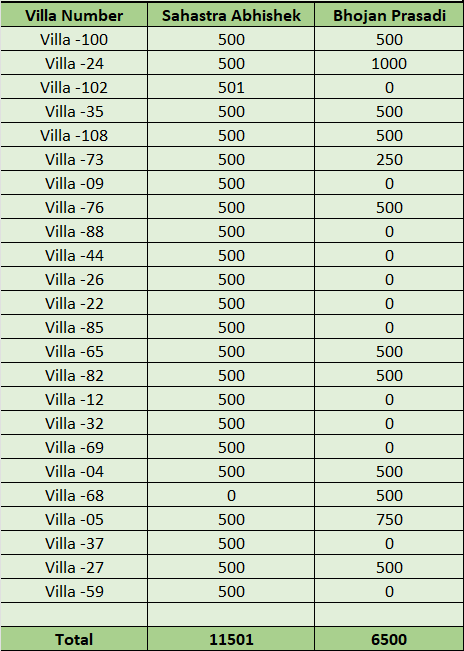 Villa Number Sahastra Abhishek Bhojan Prasadi
Villa -100 500 500
Villa -24 500 1000
Villa -102 501 0
Villa -35 500 500
Villa -108 500 500
Villa -73 500 250
Villa -09 500 0
Villa -76 500 500
Villa -88 500 0
Villa -44 500 0
Villa -26 500 0
Villa -22 500 0
Villa -85 500 0
Villa -65 500 500
Villa -82 500 500
Villa -12 500 0
Villa -32 500 0
Villa -69 500 0
Villa -04 500 500
Villa -68 0 500
Villa -05 500 750
Villa -37 500 0
Villa -27 500 500
Villa -59 500 0
Total 11501 6500